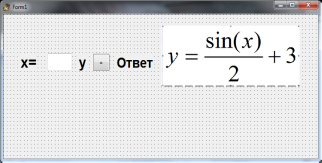 form1
x= y = Ответ
y = sin(x)/2 + 3